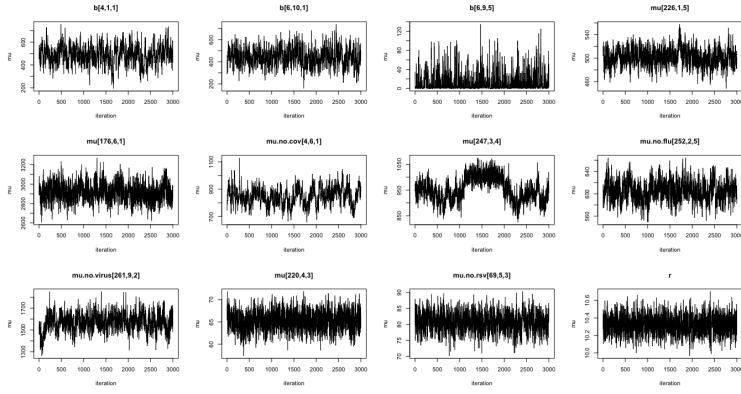 b[4,1,1] b[6,10,1] b[6,9,5] mu[226,1,5]
mu mu mu mu
200 400 600
200 400 600
0 40 80 120
460 500 540
0 500 1000 1500 2000 2500 3000 0 500 1000 1500 2000 2500 3000 0 500 1000 1500 2000 2500 3000 0 500 1000 1500 2000 2500 3000
iteration iteration iteration iteration
mu[176,6,1] mu.no.cov[4,6,1] mu[247,3,4] mu.no.flu[252,2,5]
mu mu mu mu
2600 2800 3000 3200
700 900 1100
850 950 1050
560 600 640
0 500 1000 1500 2000 2500 3000 0 500 1000 1500 2000 2500 3000 0 500 1000 1500 2000 2500 3000 0 500 1000 1500 2000 2500 3000
iteration iteration iteration iteration
mu.no.virus[261,9,2] mu[220,4,3] mu.no.rsv[69,5,3] r
mu mu mu mu
1300 1500 1700
60 65 70
70 75 80 85 90
10.0 10.2 10.4 10.6
0 500 1000 1500 2000 2500 3000 0 500 1000 1500 2000 2500 3000 0 500 1000 1500 2000 2500 3000 0 500 1000 1500 2000 2500 3000
iteration iteration iteration iteration